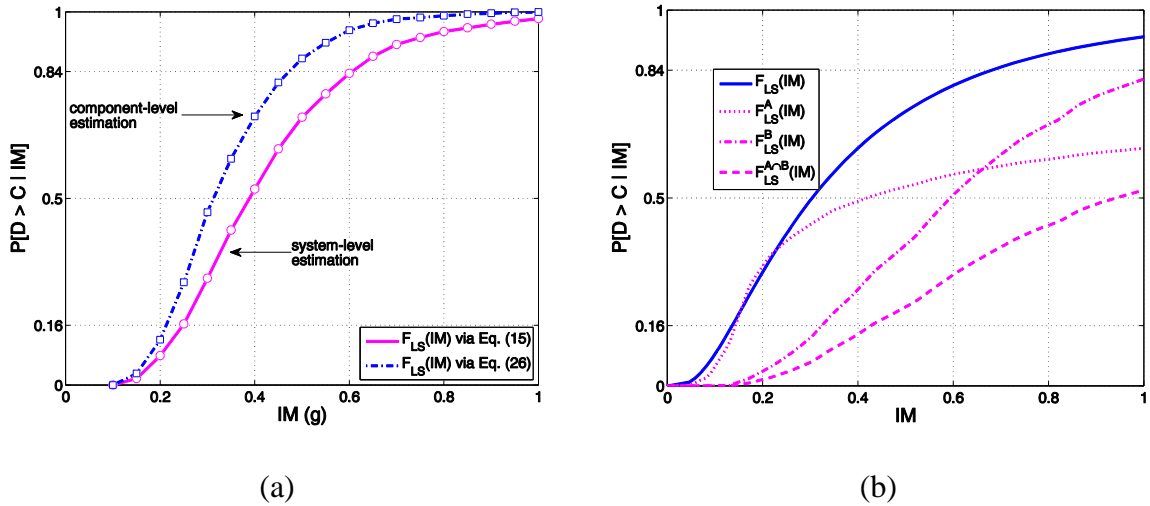 1
0.84
0.5
0.16
0
P[D > C | IM]
component-level
estimation
system-level
estimation
F_LS(IM) via Eq. (15)
F_LS(IM) via Eq. (26)
0
0.2
0.4
0.6
0.8
1
IM (g)
(a)
1
0.84
0.5
0.16
0
P[D > C | IM]
F_LS(IM)
F^A_LS(IM)
F^B_LS(IM)
F^A∩B_LS(IM)
0
0.2
0.4
0.6
0.8
1
IM
(b)